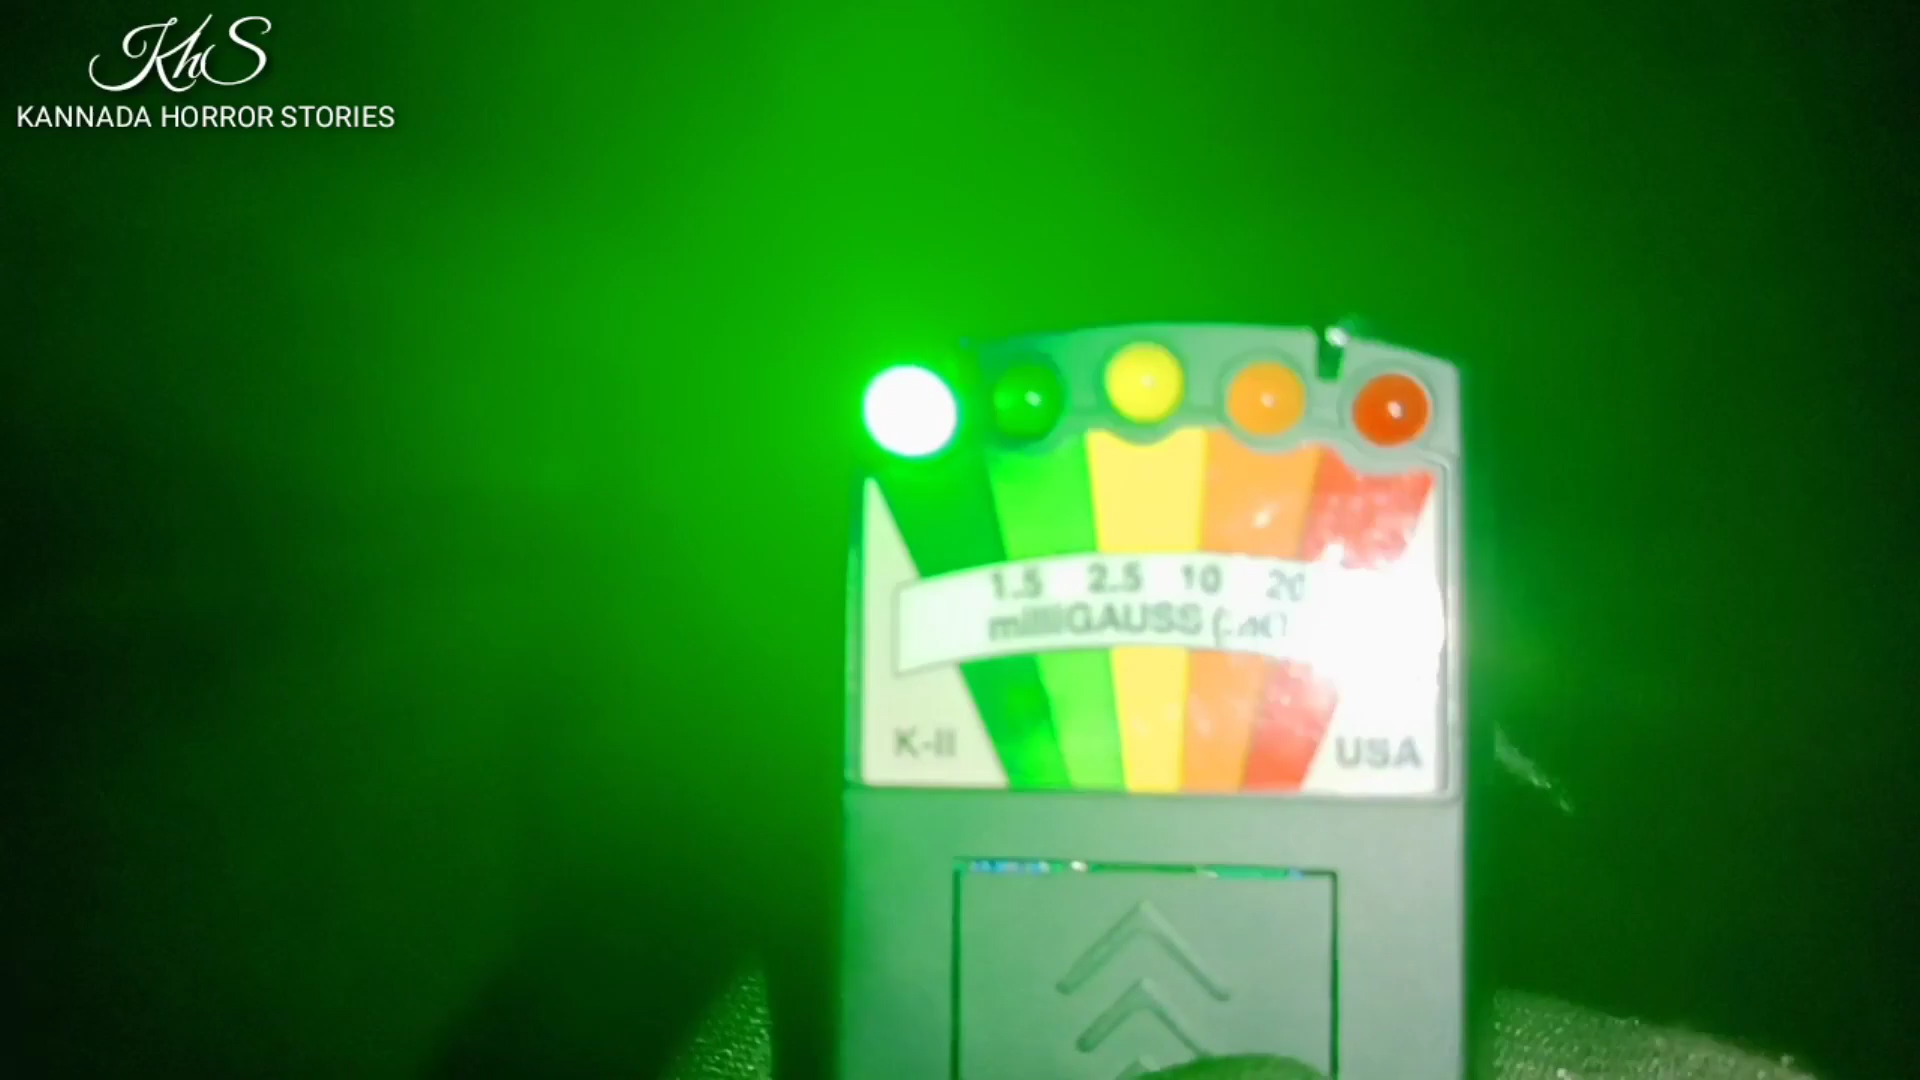 KhS
KANNADA HORROR STORIES
1.5 2.5 10 20
milliGAUSS
K-II
USA